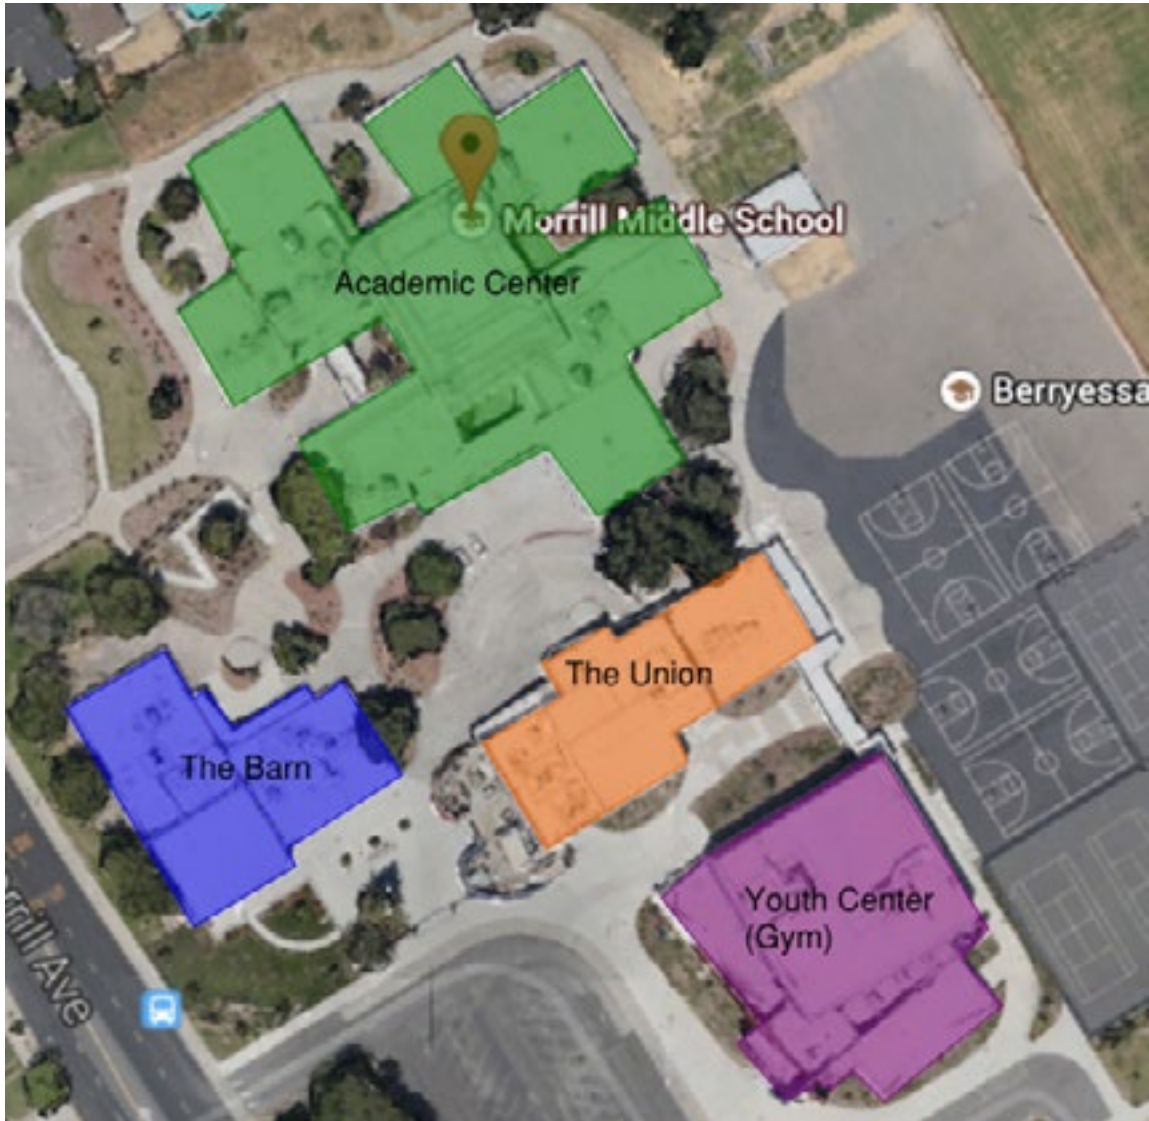 Morrill Middle School
Academic Center
Berryessa
The Union
The Barn
Youth Center
(Gym)
rrill Ave